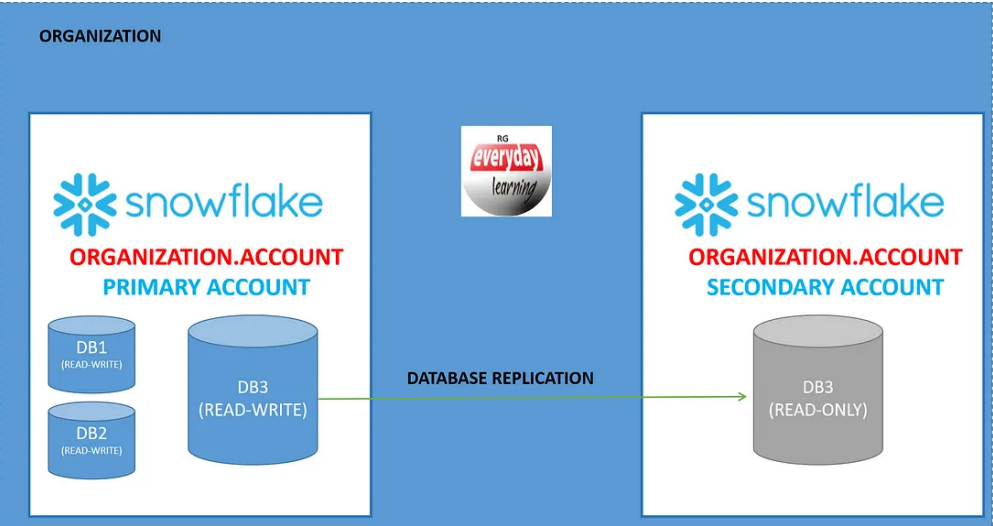 ORGANIZATION
RG
everyday
learning
snowflake
ORGANIZATION.ACCOUNT
PRIMARY ACCOUNT
DB1
(READ-WRITE)
DB2
(READ-WRITE)
DB3
(READ-WRITE)
DATABASE REPLICATION
snowflake
ORGANIZATION.ACCOUNT
SECONDARY ACCOUNT
DB3
(READ-ONLY)